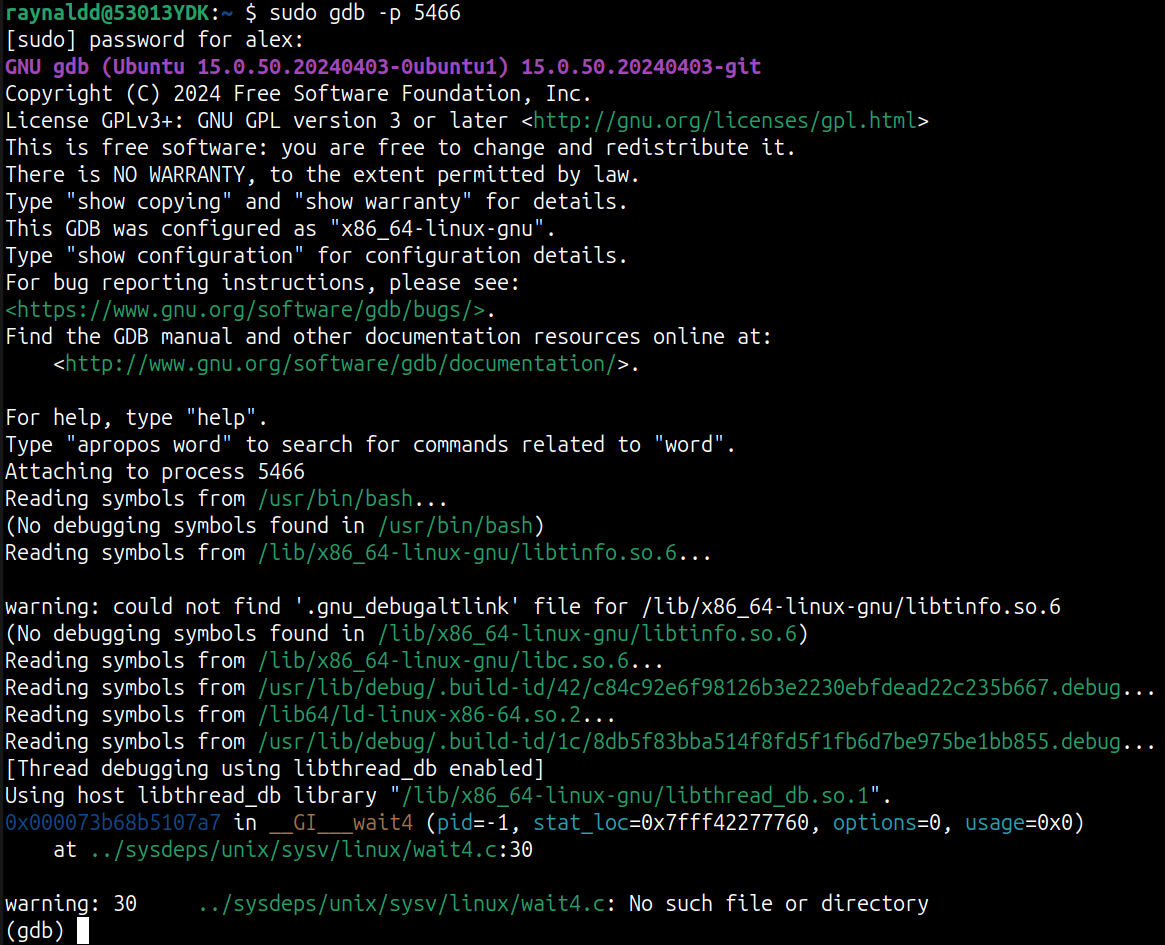 raynaldd@53013YDK:~ $ sudo gdb -p 5466
[sudo] password for alex:
GNU gdb (Ubuntu 15.0.50.20240403-0ubuntu1) 15.0.50.20240403-git
Copyright (C) 2024 Free Software Foundation, Inc.
License GPLv3+: GNU GPL version 3 or later <http://gnu.org/licenses/gpl.html>
This is free software: you are free to change and redistribute it.
There is NO WARRANTY, to the extent permitted by law.
Type "show copying" and "show warranty" for details.
This GDB was configured as "x86_64-linux-gnu".
Type "show configuration" for configuration details.
For bug reporting instructions, please see:
<https://www.gnu.org/software/gdb/bugs/>.
Find the GDB manual and other documentation resources online at:
    <http://www.gnu.org/software/gdb/documentation/>.

For help, type "help".
Type "apropos word" to search for commands related to "word".
Attaching to process 5466
Reading symbols from /usr/bin/bash...
(No debugging symbols found in /usr/bin/bash)
Reading symbols from /lib/x86_64-linux-gnu/libtinfo.so.6...

warning: could not find '.gnu_debugaltlink' file for /lib/x86_64-linux-gnu/libtinfo.so.6
(No debugging symbols found in /lib/x86_64-linux-gnu/libtinfo.so.6)
Reading symbols from /lib/x86_64-linux-gnu/libc.so.6...
Reading symbols from /usr/lib/debug/.build-id/42/c84c92e6f98126b3e2230ebfdead22c235b667.debug...
Reading symbols from /lib64/ld-linux-x86-64.so.2...
Reading symbols from /usr/lib/debug/.build-id/1c/8db5f83bba514f8fd5f1fb6d7be975be1bb855.debug...
[Thread debugging using libthread_db enabled]
Using host libthread_db library "/lib/x86_64-linux-gnu/libthread_db.so.1".
0x000073b68b5107a7 in __GI___wait4 (pid=-1, stat_loc=0x7fff42277760, options=0, usage=0x0)
    at ../sysdeps/unix/sysv/linux/wait4.c:30

warning: 30     ../sysdeps/unix/sysv/linux/wait4.c: No such file or directory
(gdb)